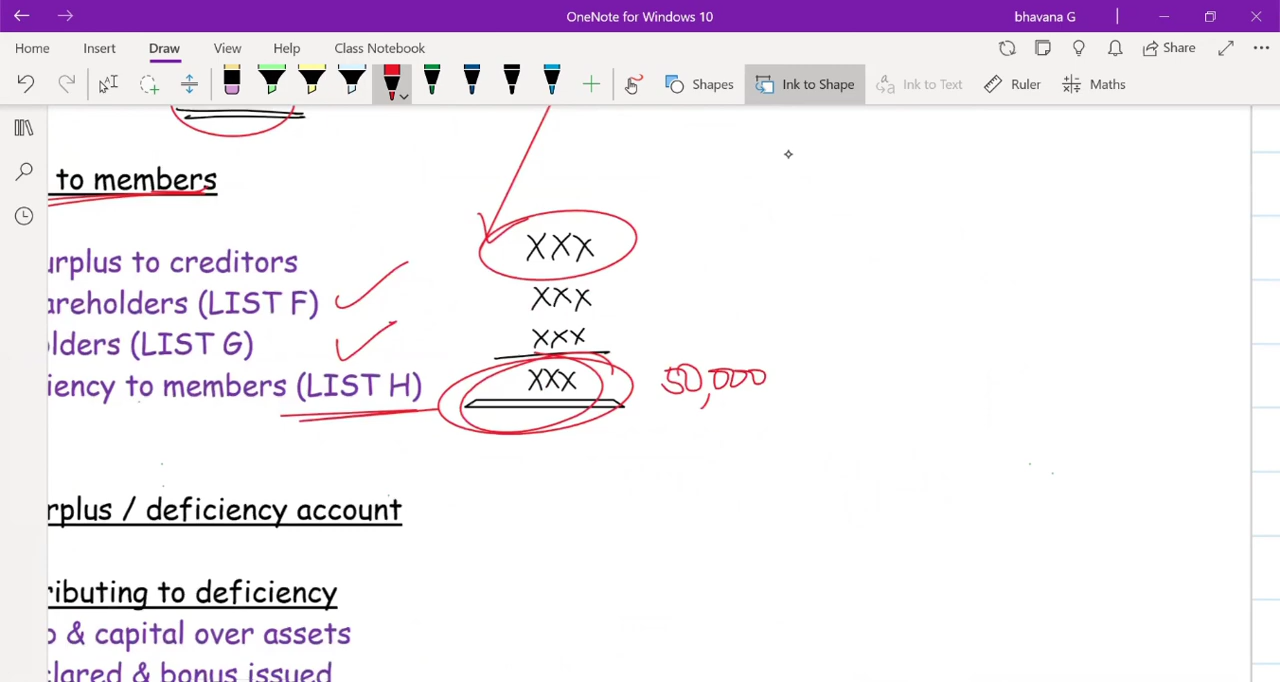 OneNote for Windows 10
bhavana G
Home Insert Draw View Help Class Notebook
Share
Shapes Ink to Shape Ink to Text Ruler Maths
to members
urplus to creditors XXX
areholders (LIST F) XXX
lders (LIST G) XXX
iency to members (LIST H) XXX 50,000
rplus / deficiency account
ributing to deficiency
& capital over assets
clared & bonus issued